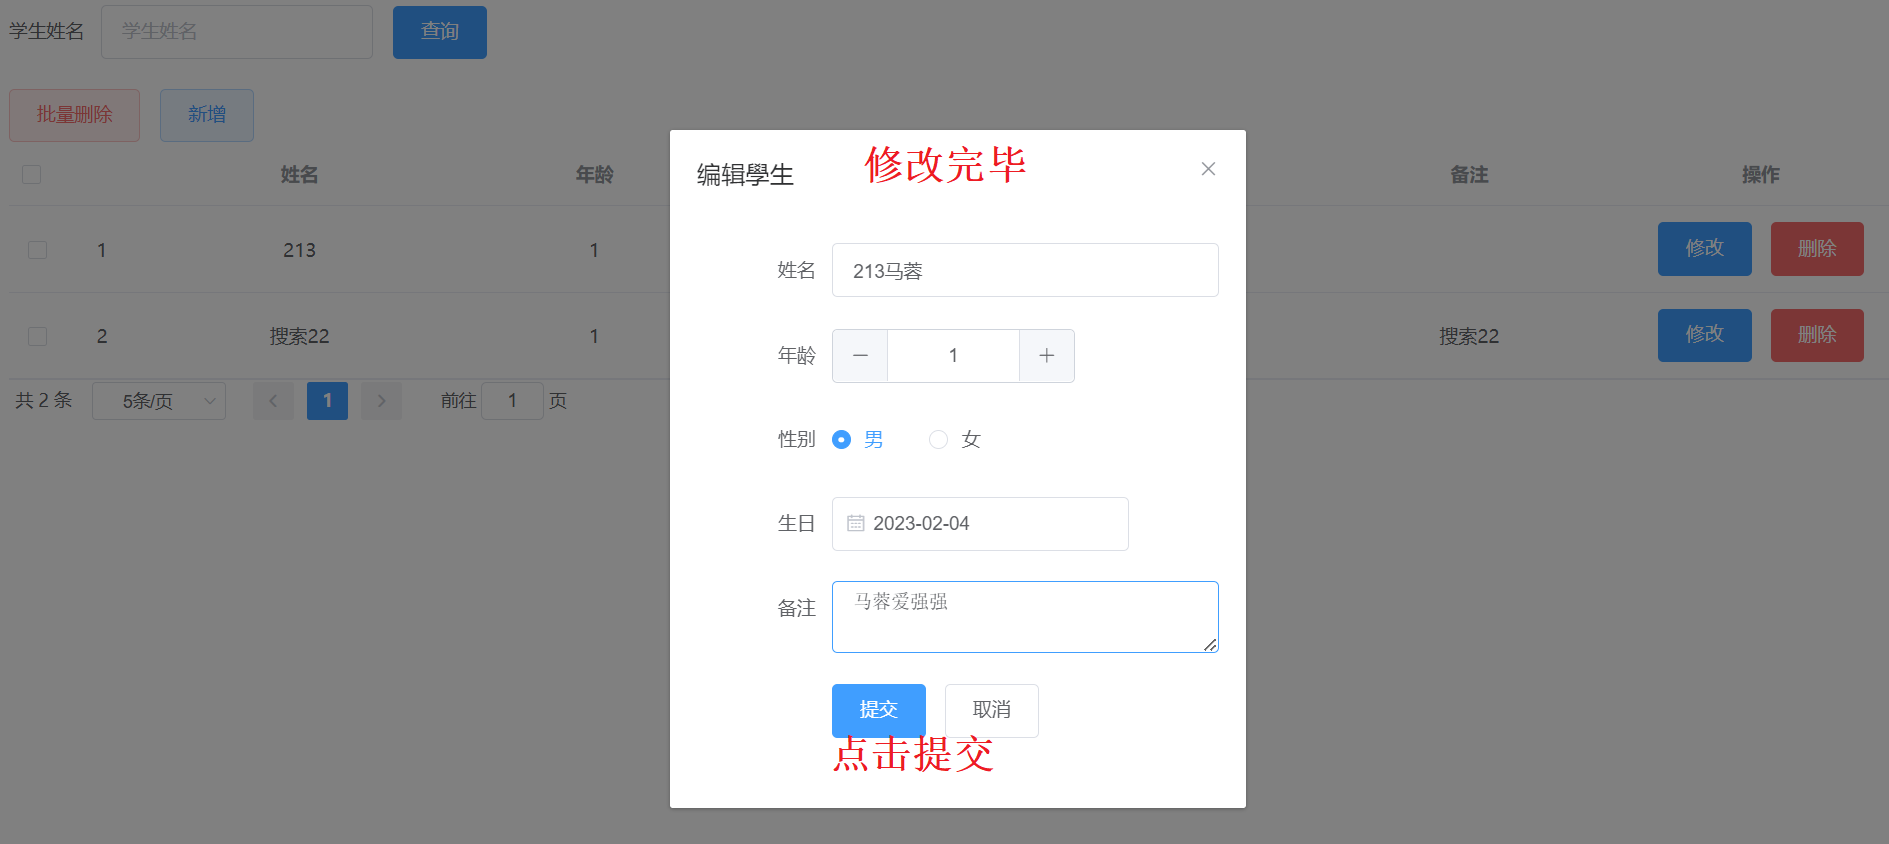 学生姓名 学生姓名 查询
批量删除 新增
姓名 年龄 备注 操作
1 213 1 修改 删除
2 搜索22 1 搜索22 修改 删除
共 2 条 5条/页 1 前往 1 页
编辑學生 修改完毕
姓名 213马蓉
年龄 1
性别 男 女
生日 2023-02-04
备注 马蓉爱强强
提交 取消
点击提交